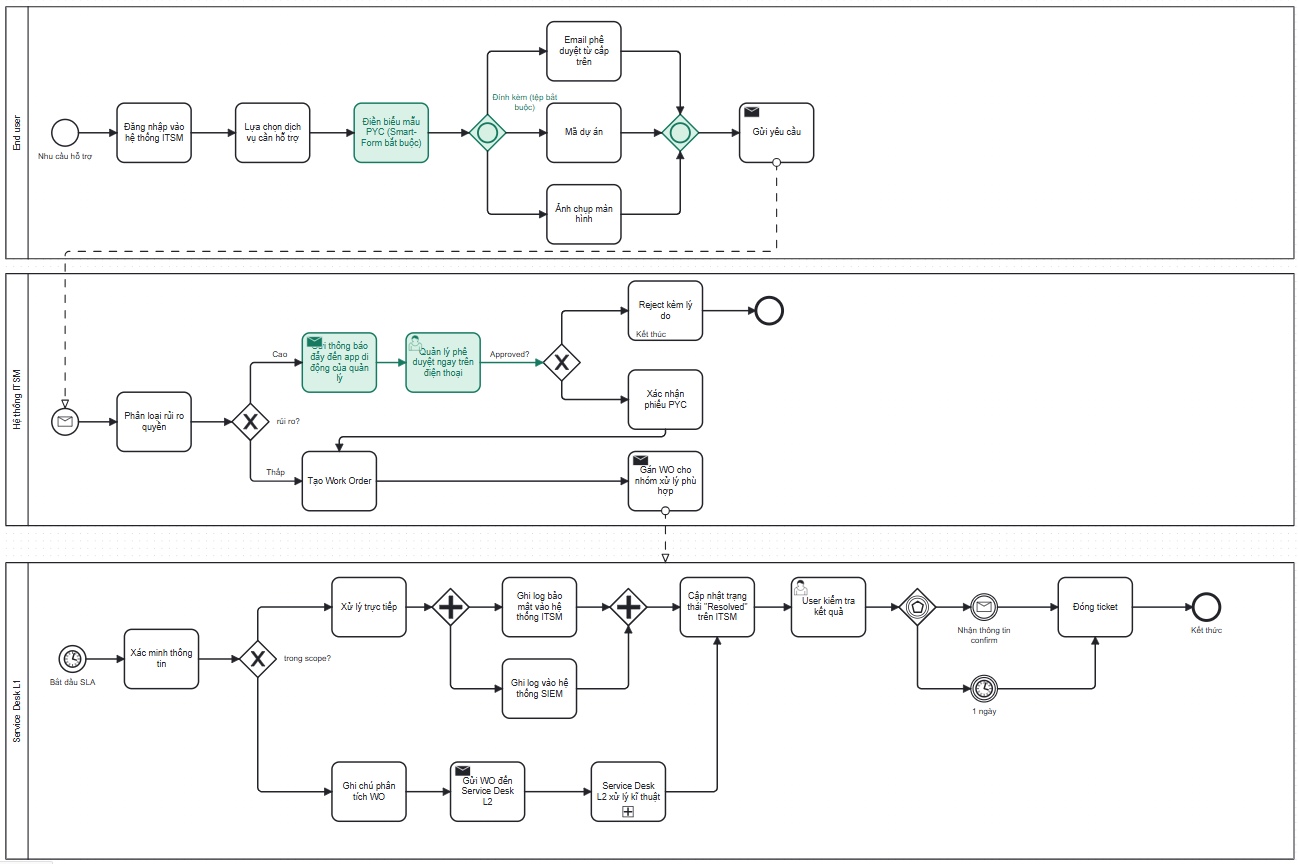 End user
Nhu cầu hỗ trợ
Đăng nhập vào
hệ thống ITSM
Lựa chọn dịch
vụ cần hỗ trợ
Điền biểu mẫu
PYC (Smart-
Form bắt buộc)
Đính kèm (tệp bắt
buộc)
Email phê
duyệt từ cấp
trên
Mã dự án
Ảnh chụp màn
hình
Gửi yêu cầu
Hệ thống ITSM
Phân loại rủi ro
quyền
rủi ro?
Cao
Gửi thông báo
đẩy đến app di
động của quản
lý
Quản lý phê
duyệt ngay trên
điện thoại
Approved?
Reject kèm lý
do
Kết thúc
Xác nhận
phiếu PYC
Thấp
Tạo Work Order
Gán WO cho
nhóm xử lý phù
hợp
Service Desk L1
Bắt đầu SLA
Xác minh thông
tin
trong scope?
Xử lý trực tiếp
Ghi log bảo
mật vào hệ
thống ITSM
Ghi log vào hệ
thống SIEM
Cập nhật trạng
thái "Resolved"
trên ITSM
User kiểm tra
kết quả
Nhận thông tin
confirm
1 ngày
Đóng ticket
Kết thức
Ghi chú phân
tích WO
Gửi WO đến
Service Desk
L2
Service Desk
L2 xử lý kĩ thuật